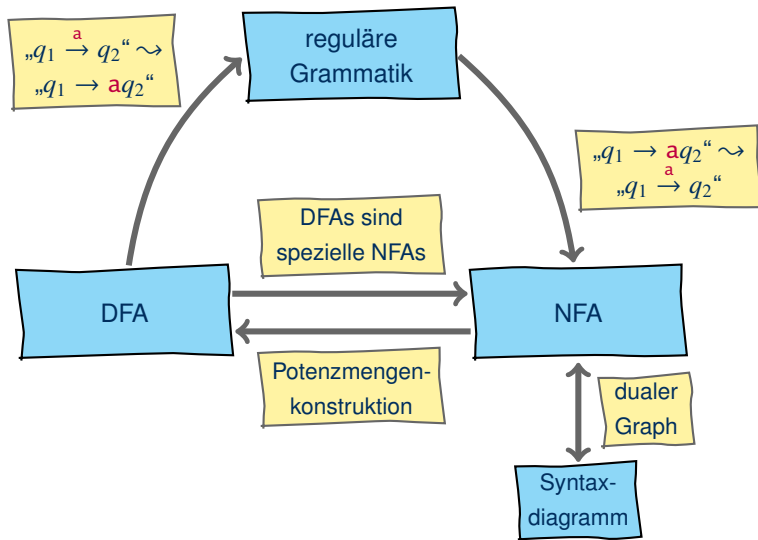 „q₁ →ᵃ q₂“ ⤳
„q₁ → aq₂“
reguläre
Grammatik
„q₁ → aq₂“ ⤳
„q₁ →ᵃ q₂“
DFAs sind
spezielle NFAs
DFA
NFA
Potenzmengen-
konstruktion
dualer
Graph
Syntax-
diagramm